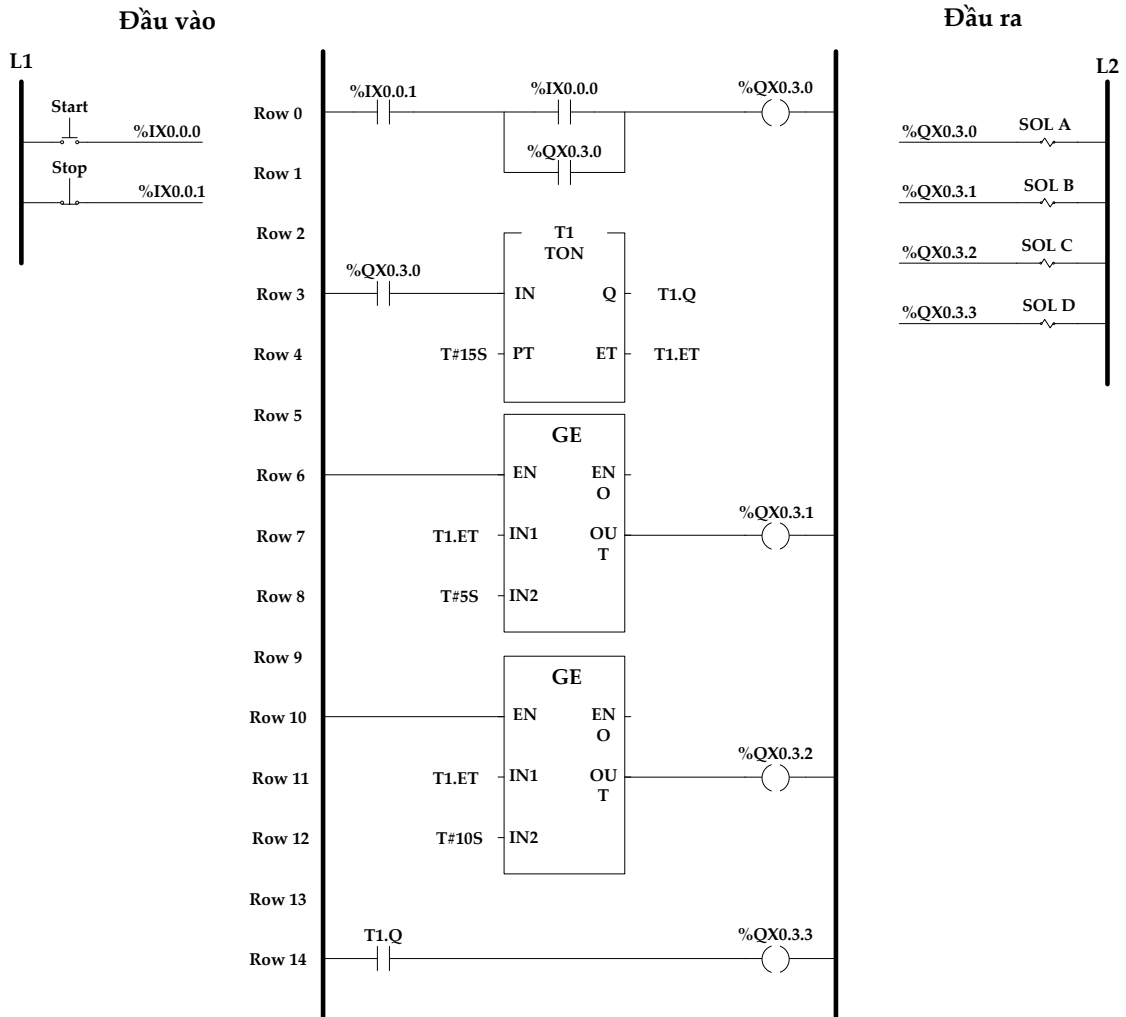 Đầu vào
Đầu ra
L1
L2
Start
%IX0.0.0
Stop
%IX0.0.1
Row 0
%IX0.0.1
%IX0.0.0
%QX0.3.0
Row 1
%QX0.3.0
Row 2
T1
TON
Row 3
%QX0.3.0
IN
Q
T1.Q
Row 4
T#15S
PT
ET
T1.ET
Row 5
GE
Row 6
EN
EN
O
Row 7
T1.ET
IN1
OU
T
%QX0.3.1
Row 8
T#5S
IN2
Row 9
GE
Row 10
EN
EN
O
Row 11
T1.ET
IN1
OU
T
%QX0.3.2
Row 12
T#10S
IN2
Row 13
Row 14
T1.Q
%QX0.3.3
%QX0.3.0
SOL A
%QX0.3.1
SOL B
%QX0.3.2
SOL C
%QX0.3.3
SOL D